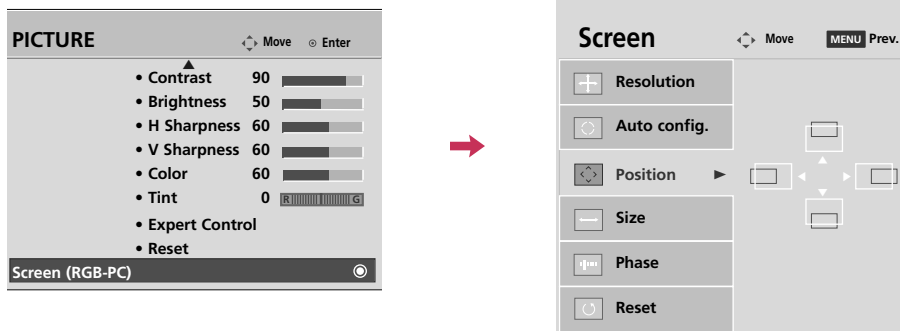 PICTURE Move Enter
• Contrast 90
• Brightness 50
• H Sharpness 60
• V Sharpness 60
• Color 60
• Tint 0 R G
• Expert Control
• Reset
Screen (RGB-PC)
Screen Move MENU Prev.
Resolution
Auto config.
Position
Size
Phase
Reset